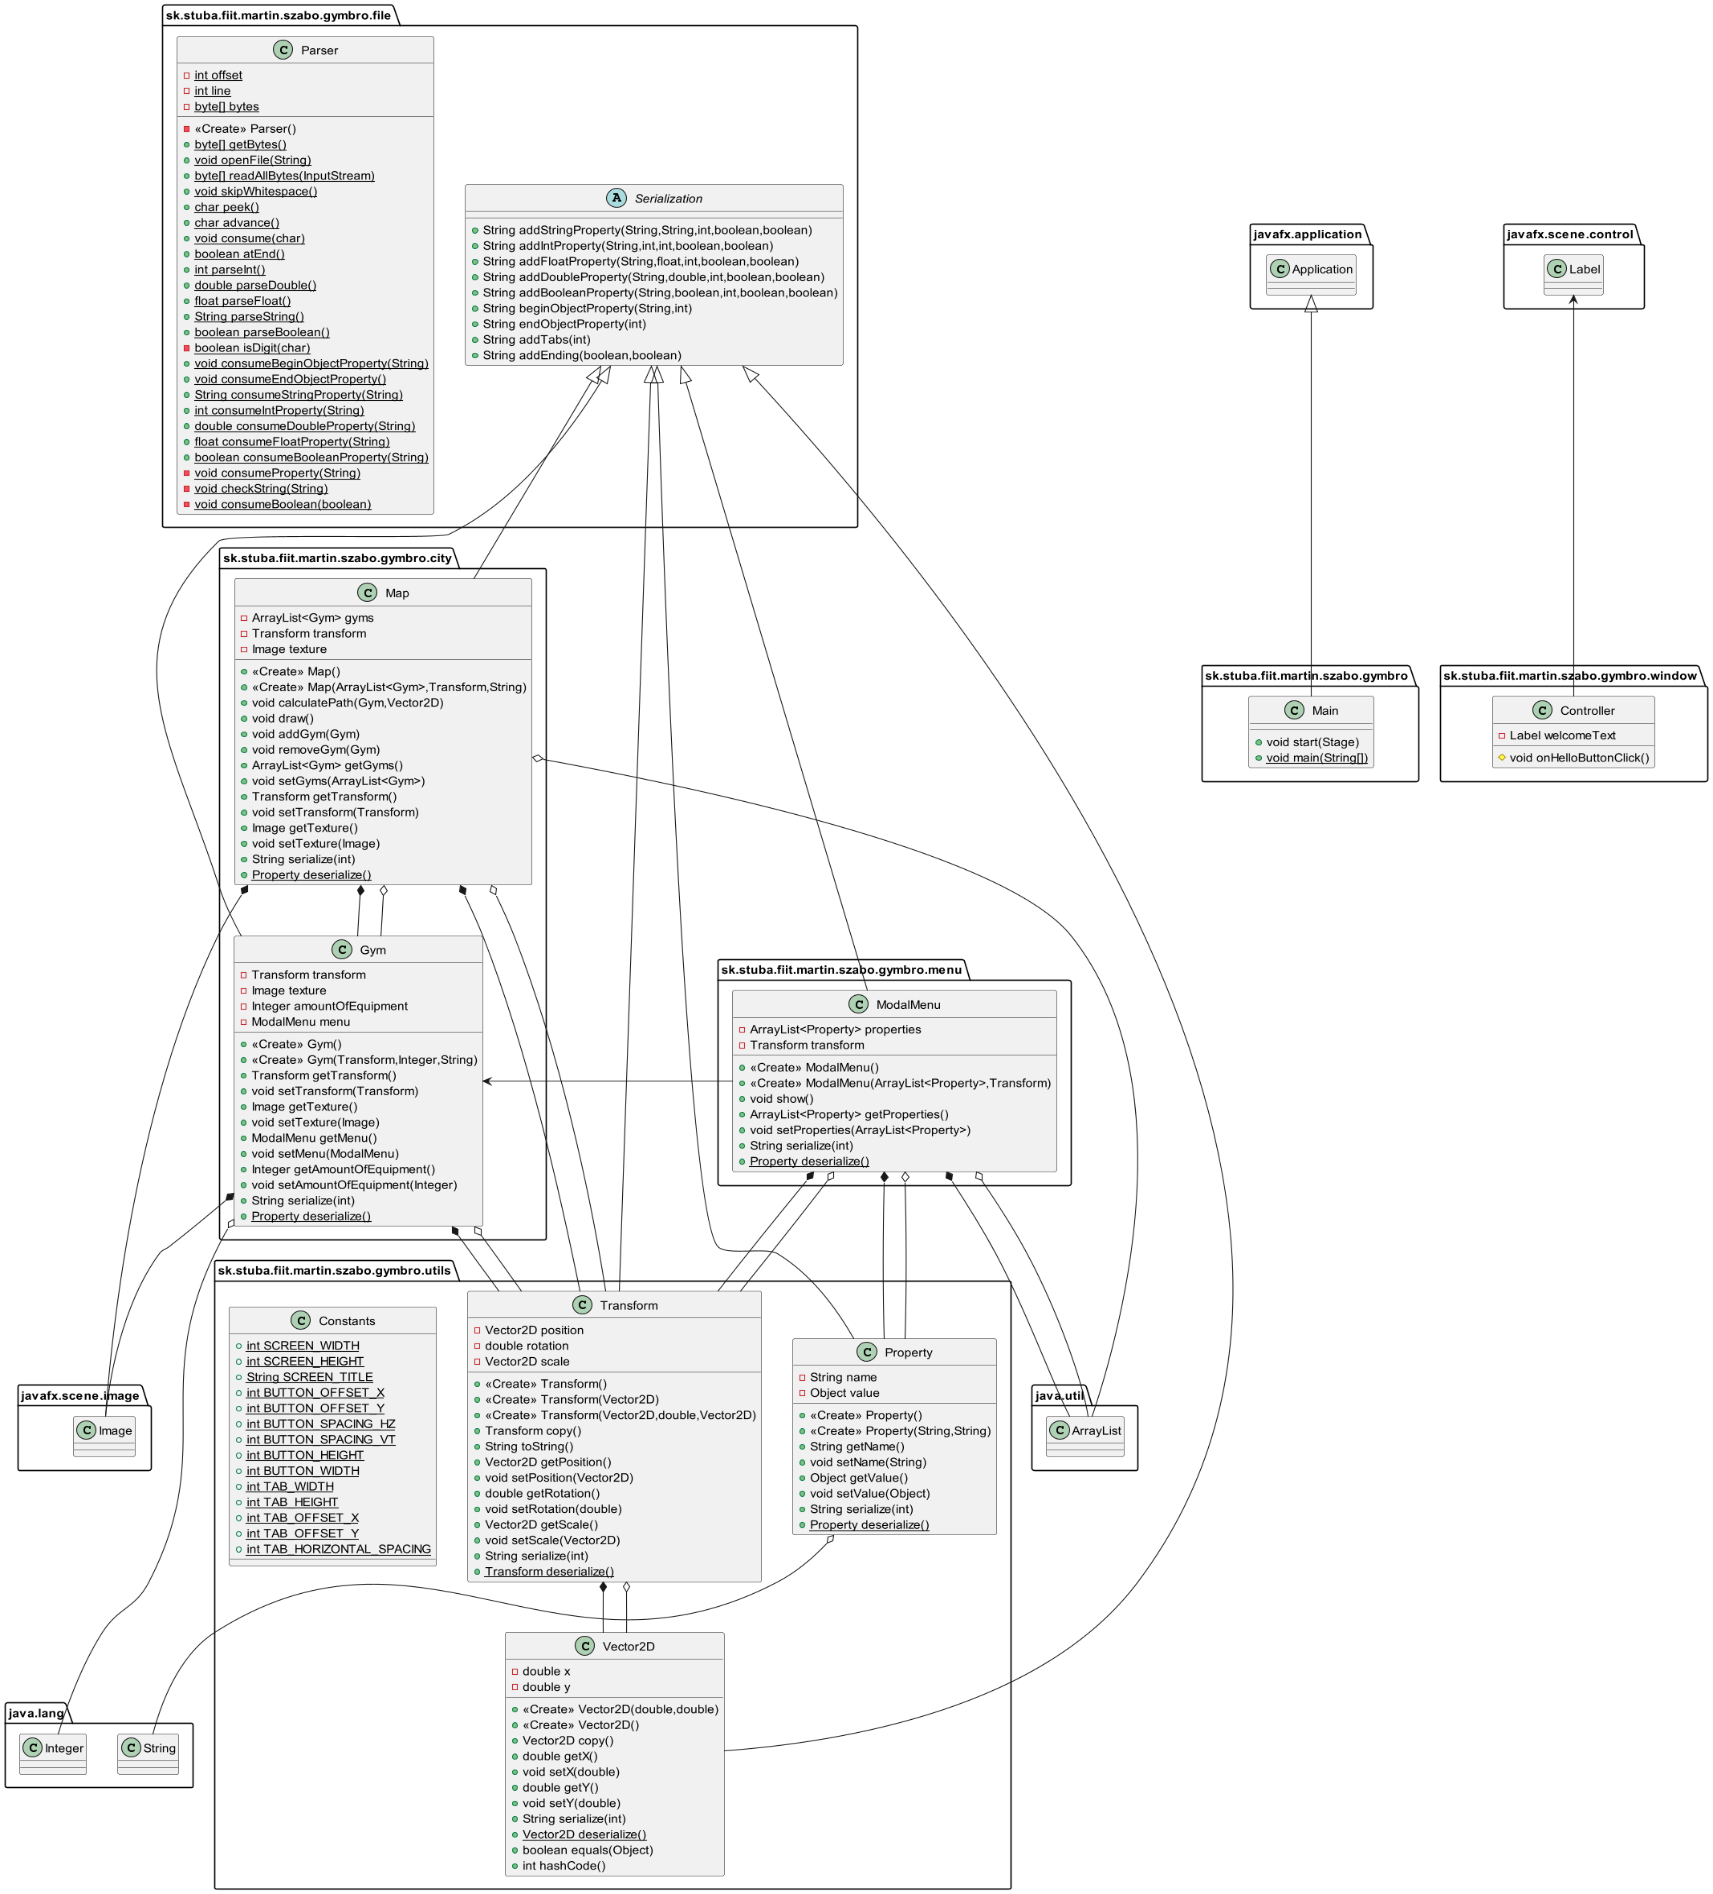 sk.stuba.fiit.martin.szabo.gymbro.file
C Parser
int offset
int line
byte[] bytes
«Create» Parser()
byte[] getBytes()
void openFile(String)
byte[] readAllBytes(InputStream)
void skipWhitespace()
char peek()
char advance()
void consume(char)
boolean atEnd()
int parseInt()
double parseDouble()
float parseFloat()
String parseString()
boolean parseBoolean()
boolean isDigit(char)
void consumeBeginObjectProperty(String)
void consumeEndObjectProperty()
String consumeStringProperty(String)
int consumeIntProperty(String)
double consumeDoubleProperty(String)
float consumeFloatProperty(String)
boolean consumeBooleanProperty(String)
void consumeProperty(String)
void checkString(String)
void consumeBoolean(boolean)
A Serialization
String addStringProperty(String,String,int,boolean,boolean)
String addIntProperty(String,int,int,boolean,boolean)
String addFloatProperty(String,float,int,boolean,boolean)
String addDoubleProperty(String,double,int,boolean,boolean)
String addBooleanProperty(String,boolean,int,boolean,boolean)
String beginObjectProperty(String,int)
String endObjectProperty(int)
String addTabs(int)
String addEnding(boolean,boolean)
javafx.application
C Application
javafx.scene.control
C Label
sk.stuba.fiit.martin.szabo.gymbro.city
C Map
ArrayList<Gym> gyms
Transform transform
Image texture
«Create» Map()
«Create» Map(ArrayList<Gym>,Transform,String)
void calculatePath(Gym,Vector2D)
void draw()
void addGym(Gym)
void removeGym(Gym)
ArrayList<Gym> getGyms()
void setGyms(ArrayList<Gym>)
Transform getTransform()
void setTransform(Transform)
Image getTexture()
void setTexture(Image)
String serialize(int)
Property deserialize()
sk.stuba.fiit.martin.szabo.gymbro
C Main
void start(Stage)
void main(String[])
sk.stuba.fiit.martin.szabo.gymbro.window
C Controller
Label welcomeText
void onHelloButtonClick()
C Gym
Transform transform
Image texture
Integer amountOfEquipment
ModalMenu menu
«Create» Gym()
«Create» Gym(Transform,Integer,String)
Transform getTransform()
void setTransform(Transform)
Image getTexture()
void setTexture(Image)
ModalMenu getMenu()
void setMenu(ModalMenu)
Integer getAmountOfEquipment()
void setAmountOfEquipment(Integer)
String serialize(int)
Property deserialize()
sk.stuba.fiit.martin.szabo.gymbro.menu
C ModalMenu
ArrayList<Property> properties
Transform transform
«Create» ModalMenu()
«Create» ModalMenu(ArrayList<Property>,Transform)
void show()
ArrayList<Property> getProperties()
void setProperties(ArrayList<Property>)
String serialize(int)
Property deserialize()
sk.stuba.fiit.martin.szabo.gymbro.utils
C Constants
int SCREEN_WIDTH
int SCREEN_HEIGHT
String SCREEN_TITLE
int BUTTON_OFFSET_X
int BUTTON_OFFSET_Y
int BUTTON_SPACING_HZ
int BUTTON_SPACING_VT
int BUTTON_HEIGHT
int BUTTON_WIDTH
int TAB_WIDTH
int TAB_HEIGHT
int TAB_OFFSET_X
int TAB_OFFSET_Y
int TAB_HORIZONTAL_SPACING
C Transform
Vector2D position
double rotation
Vector2D scale
«Create» Transform()
«Create» Transform(Vector2D)
«Create» Transform(Vector2D,double,Vector2D)
Transform copy()
String toString()
Vector2D getPosition()
void setPosition(Vector2D)
double getRotation()
void setRotation(double)
Vector2D getScale()
void setScale(Vector2D)
String serialize(int)
Transform deserialize()
C Property
String name
Object value
«Create» Property()
«Create» Property(String,String)
String getName()
void setName(String)
Object getValue()
void setValue(Object)
String serialize(int)
Property deserialize()
javafx.scene.image
C Image
java.util
C ArrayList
C Vector2D
double x
double y
«Create» Vector2D(double,double)
«Create» Vector2D()
Vector2D copy()
double getX()
void setX(double)
double getY()
void setY(double)
String serialize(int)
Vector2D deserialize()
boolean equals(Object)
int hashCode()
java.lang
C Integer
C String